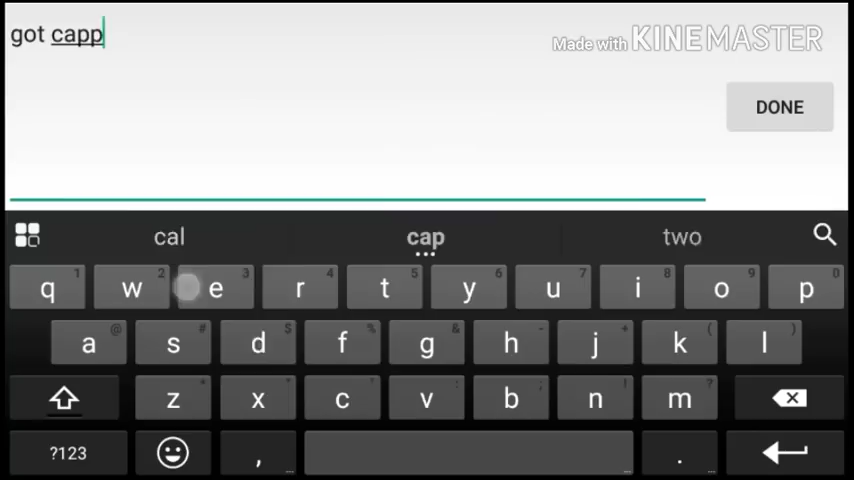 got capp
Made with KINEMASTER
DONE
cal cap two
q 1 w 2 e 3 r 4 t 5 y 6 u 7 i 8 o 9 p 0
a @ s # d $ f % g & h - j + k ( l )
z x c v : b ; n ! m ?
?123 , .